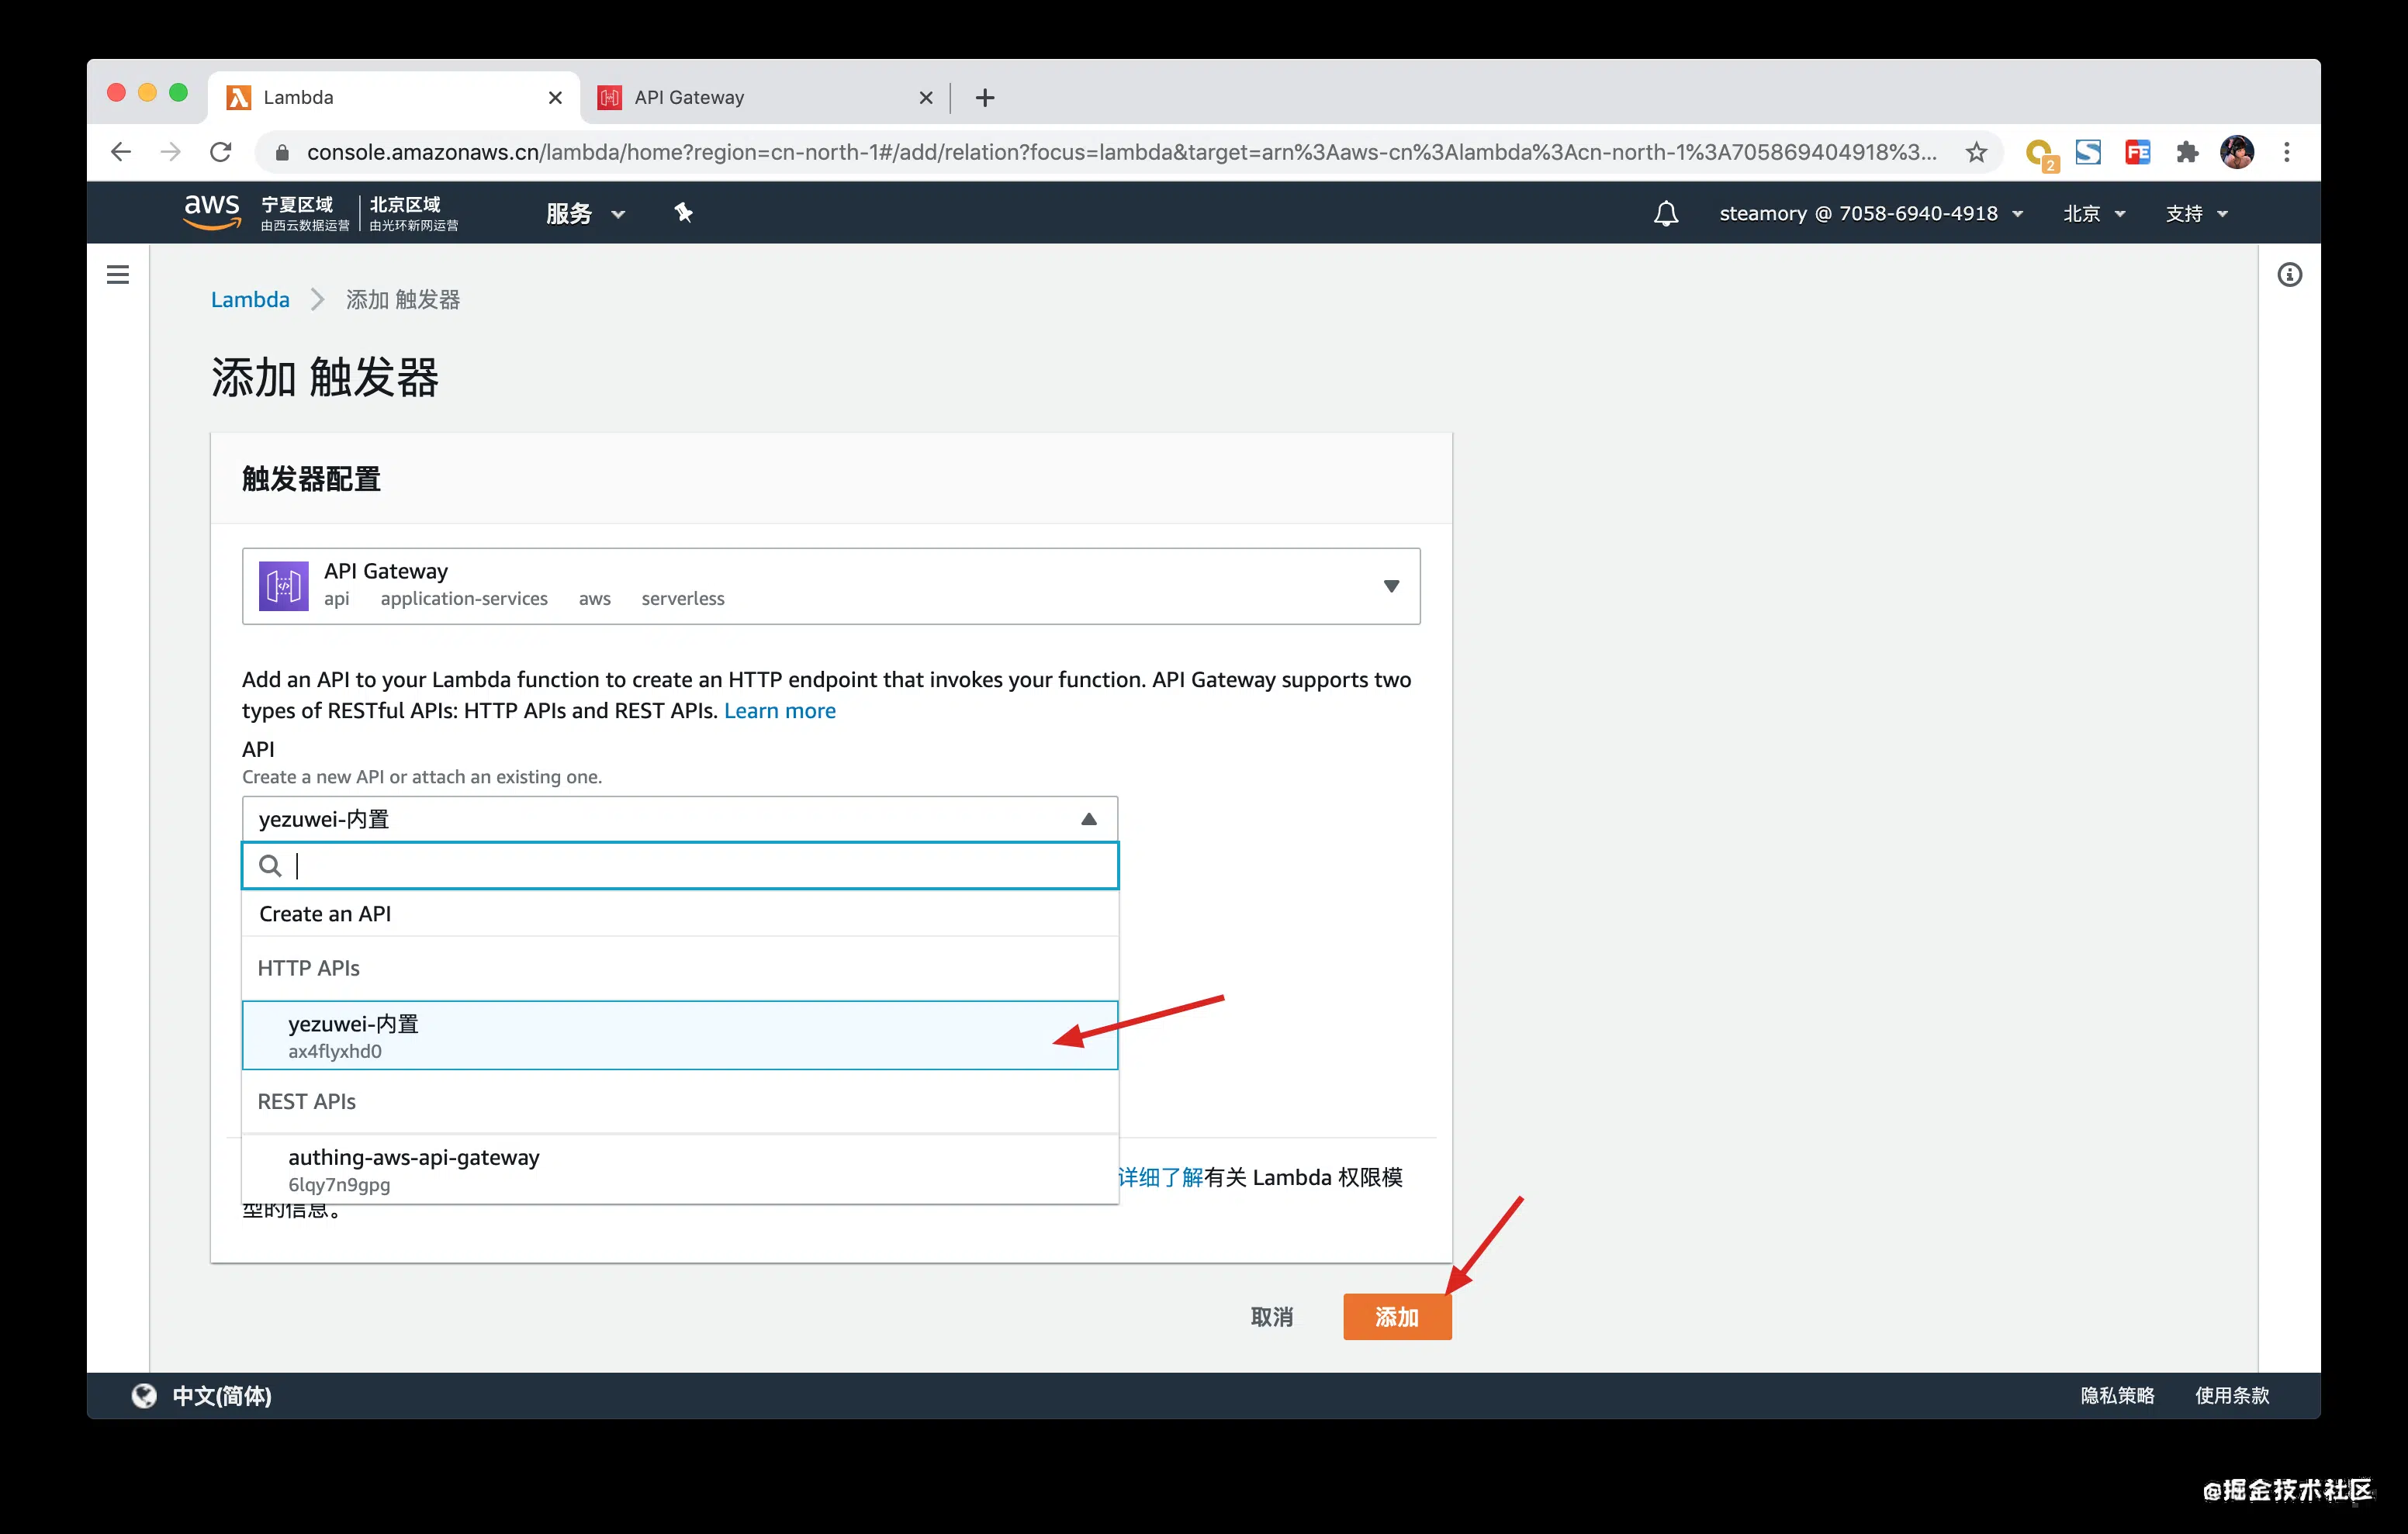 Lambda
API Gateway
console.amazonaws.cn/lambda/home?region=cn-north-1#/add/relation?focus=lambda&target=arn%3Aaws-cn%3Alambda%3Acn-north-1%3A705869404918%3...
2
FE
aws
宁夏区域
由西云数据运营
北京区域
由光环新网运营
服务
steamory @ 7058-6940-4918
北京
支持
Lambda
添加 触发器
添加 触发器
触发器配置
API Gateway
api application-services aws serverless
Add an API to your Lambda function to create an HTTP endpoint that invokes your function. API Gateway supports two
types of RESTful APIs: HTTP APIs and REST APIs. Learn more
API
Create a new API or attach an existing one.
yezuwei-内置
Create an API
HTTP APIs
yezuwei-内置
ax4flyxhd0
REST APIs
authing-aws-api-gateway
6lqy7n9gpg
详细了解有关 Lambda 权限模
型的信息。
取消
添加
中文(简体)
隐私策略
使用条款
@掘金技术社区